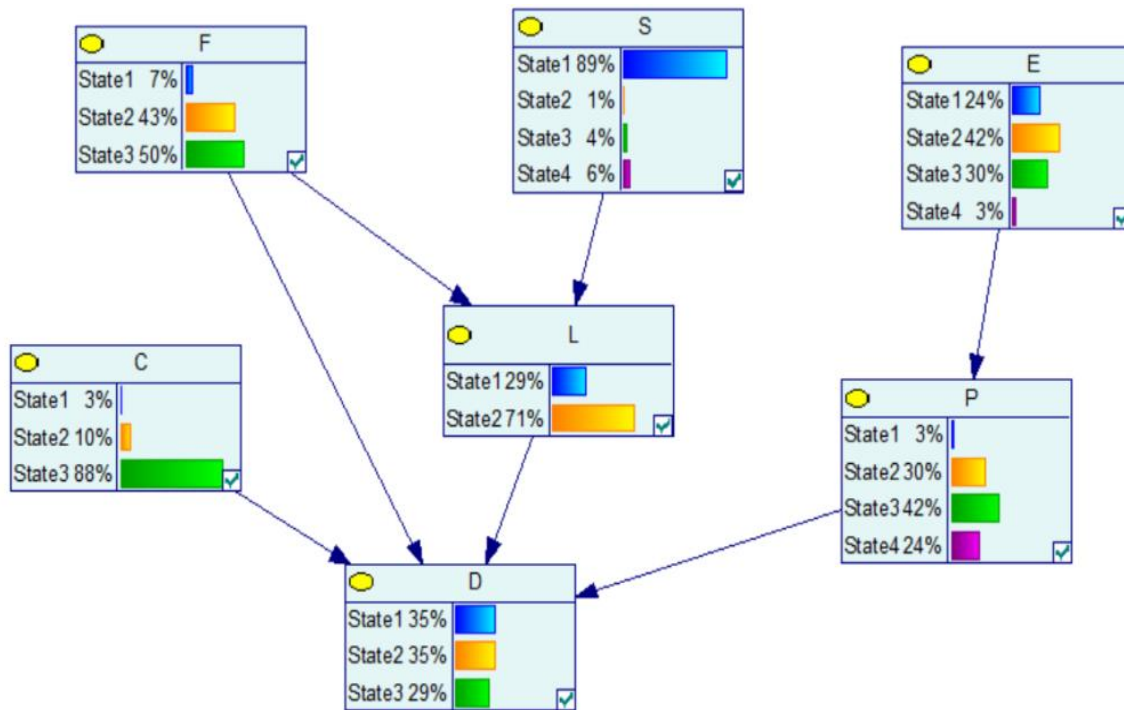 F
State1 7%
State2 43%
State3 50%
S
State1 89%
State2 1%
State3 4%
State4 6%
E
State1 24%
State2 42%
State3 30%
State4 3%
L
State1 29%
State2 71%
C
State1 3%
State2 10%
State3 88%
P
State1 3%
State2 30%
State3 42%
State4 24%
D
State1 35%
State2 35%
State3 29%